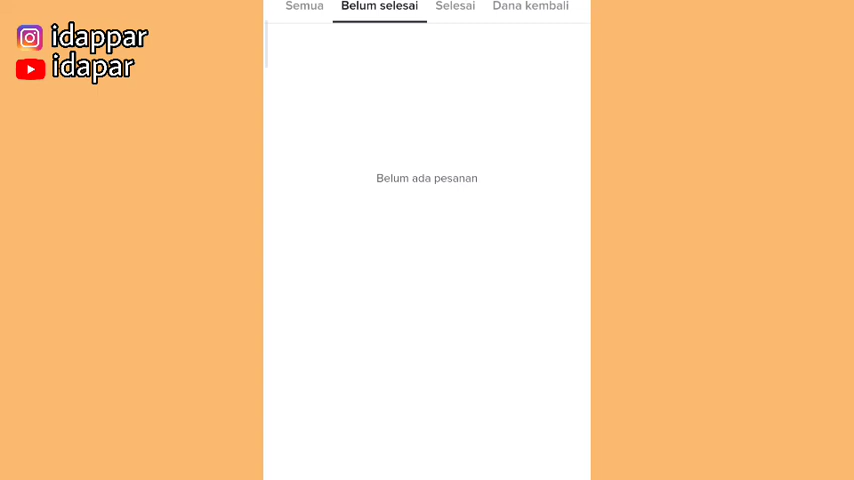 idappar
idapar
Semua Belum selesai Selesai Dana kembali
Belum ada pesanan